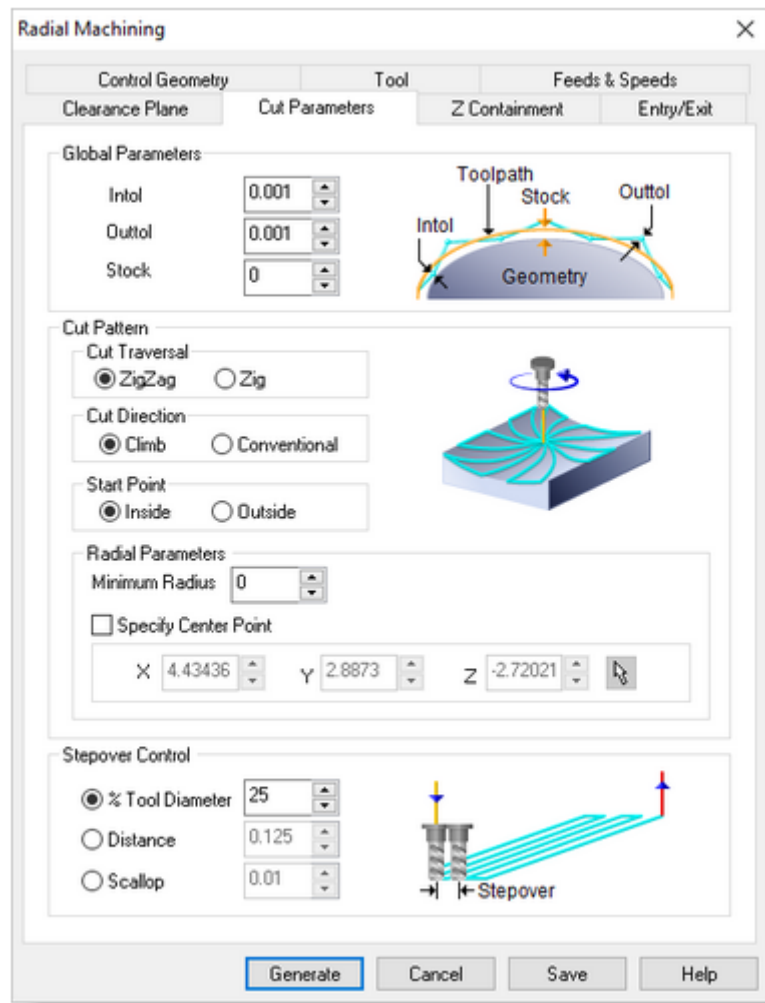 Radial Machining
Control Geometry Tool Feeds & Speeds
Clearance Plane Cut Parameters Z Containment Entry/Exit
Global Parameters
Intol 0.001
Outtol 0.001
Stock 0
Toolpath
Stock Outtol
Intol
Geometry
Cut Pattern
Cut Traversal
ZigZag Zig
Cut Direction
Climb Conventional
Start Point
Inside Outside
Radial Parameters
Minimum Radius 0
Specify Center Point
X 4.43436 Y 2.8873 Z -2.72021
Stepover Control
% Tool Diameter 25
Distance 0.125
Scallop 0.01
Stepover
Generate Cancel Save Help